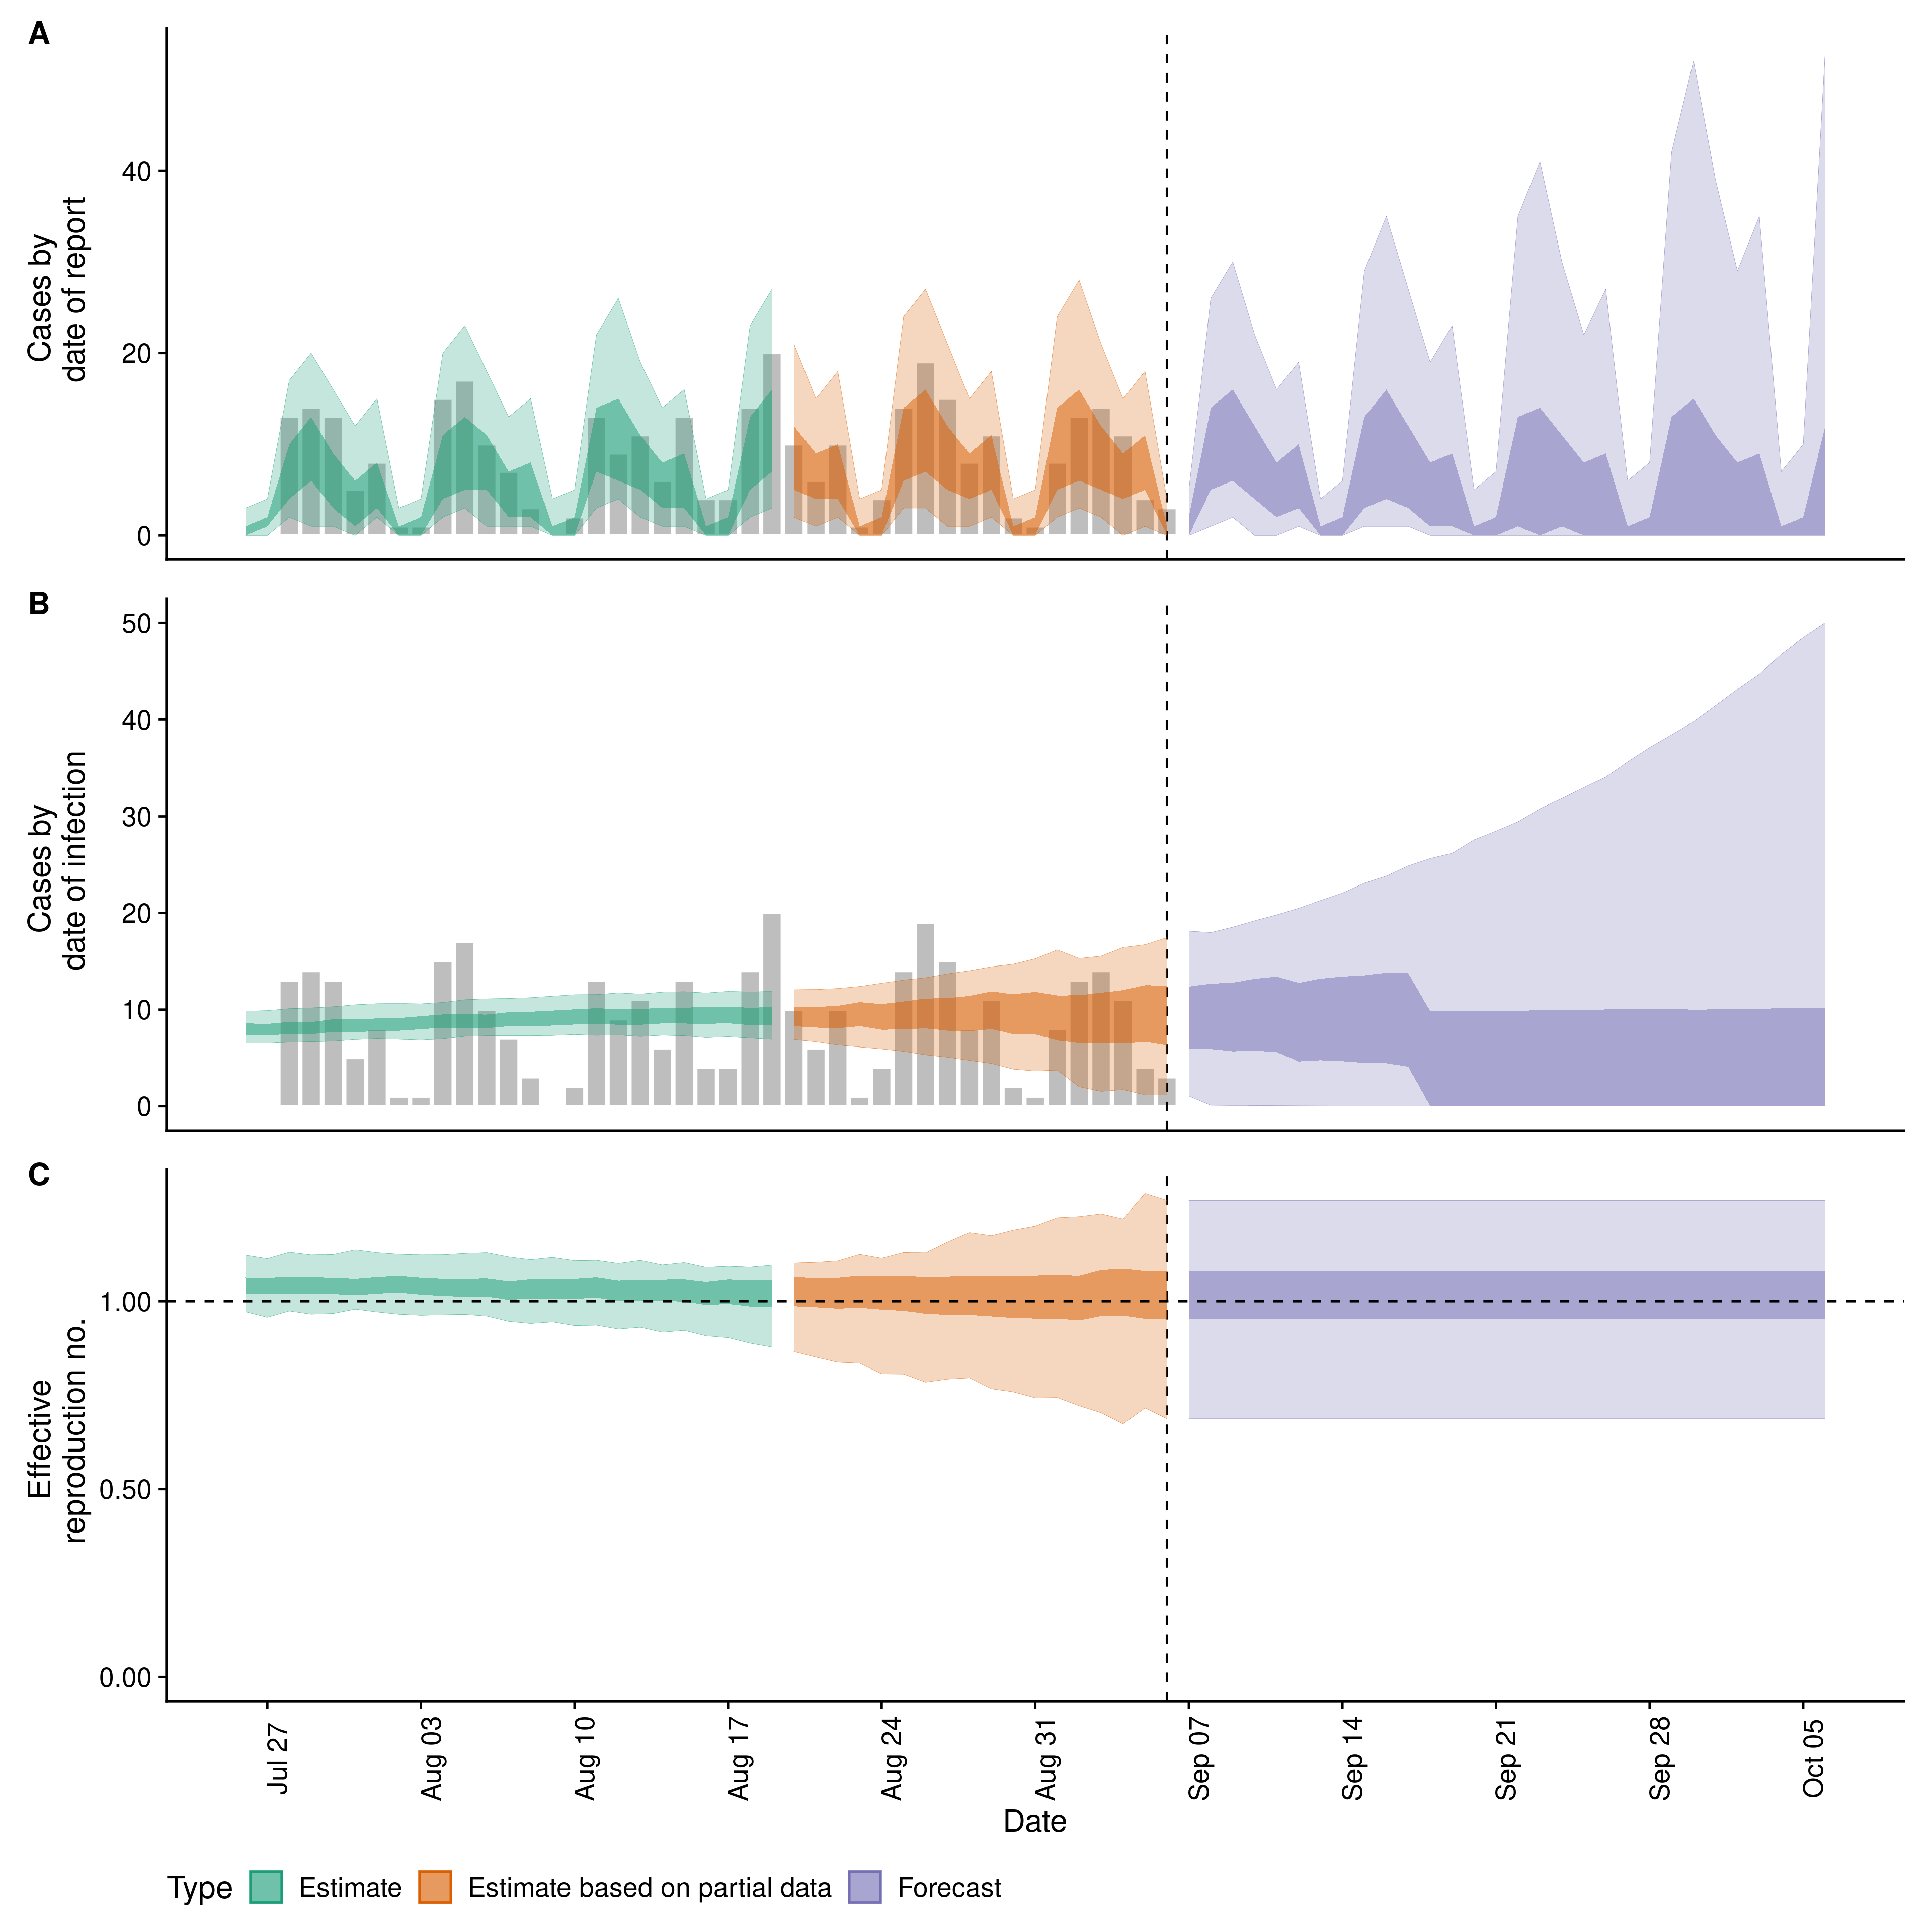 A
Cases by
date of report
40
20
0
B
Cases by
date of infection
50
40
30
20
10
0
C
Effective
reproduction no.
1.00
0.50
0.00
Jul 27
Aug 03
Aug 10
Aug 17
Aug 24
Aug 31
Sep 07
Sep 14
Sep 21
Sep 28
Oct 05
Date
Type Estimate Estimate based on partial data Forecast